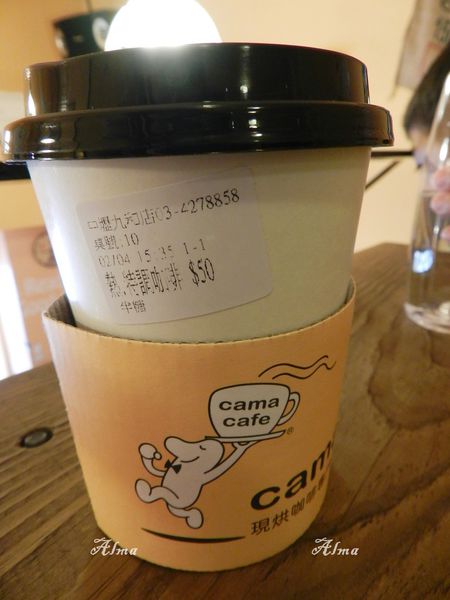 中壢九和店03-4278858
單號:10
02/04 15:35 1-1
熱.特調咖啡 $50
半糖
cama
cafe
®
cam
現烘咖啡
Alma
Alma